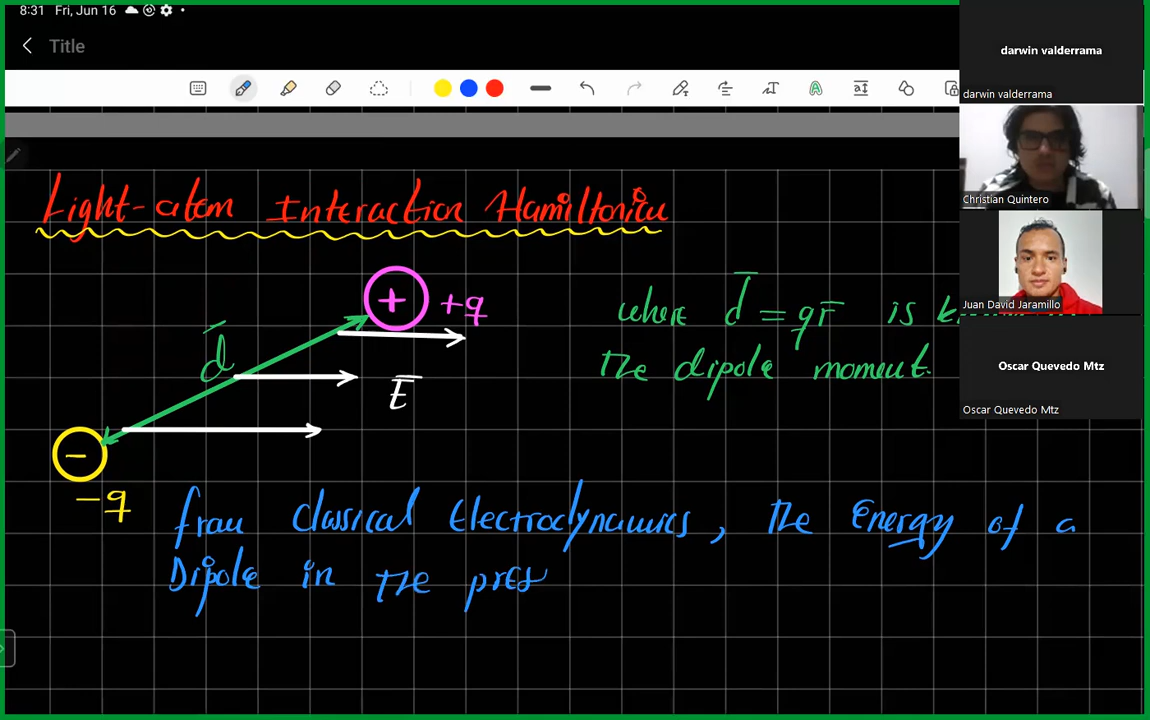 8:31 Fri, Jun 16
Title
darwin valderrama
darwin valderrama
Christian Quintero
Juan David Jaramillo
Oscar Quevedo Mtz
Oscar Quevedo Mtz
Light-atom Interaction Hamiltonian
+ +q
d̄
E̅
−
−q
where d̄ = qr̄ is
the dipole moment.
from Classical Electrodynamics, the Energy of a
Dipole in the pres